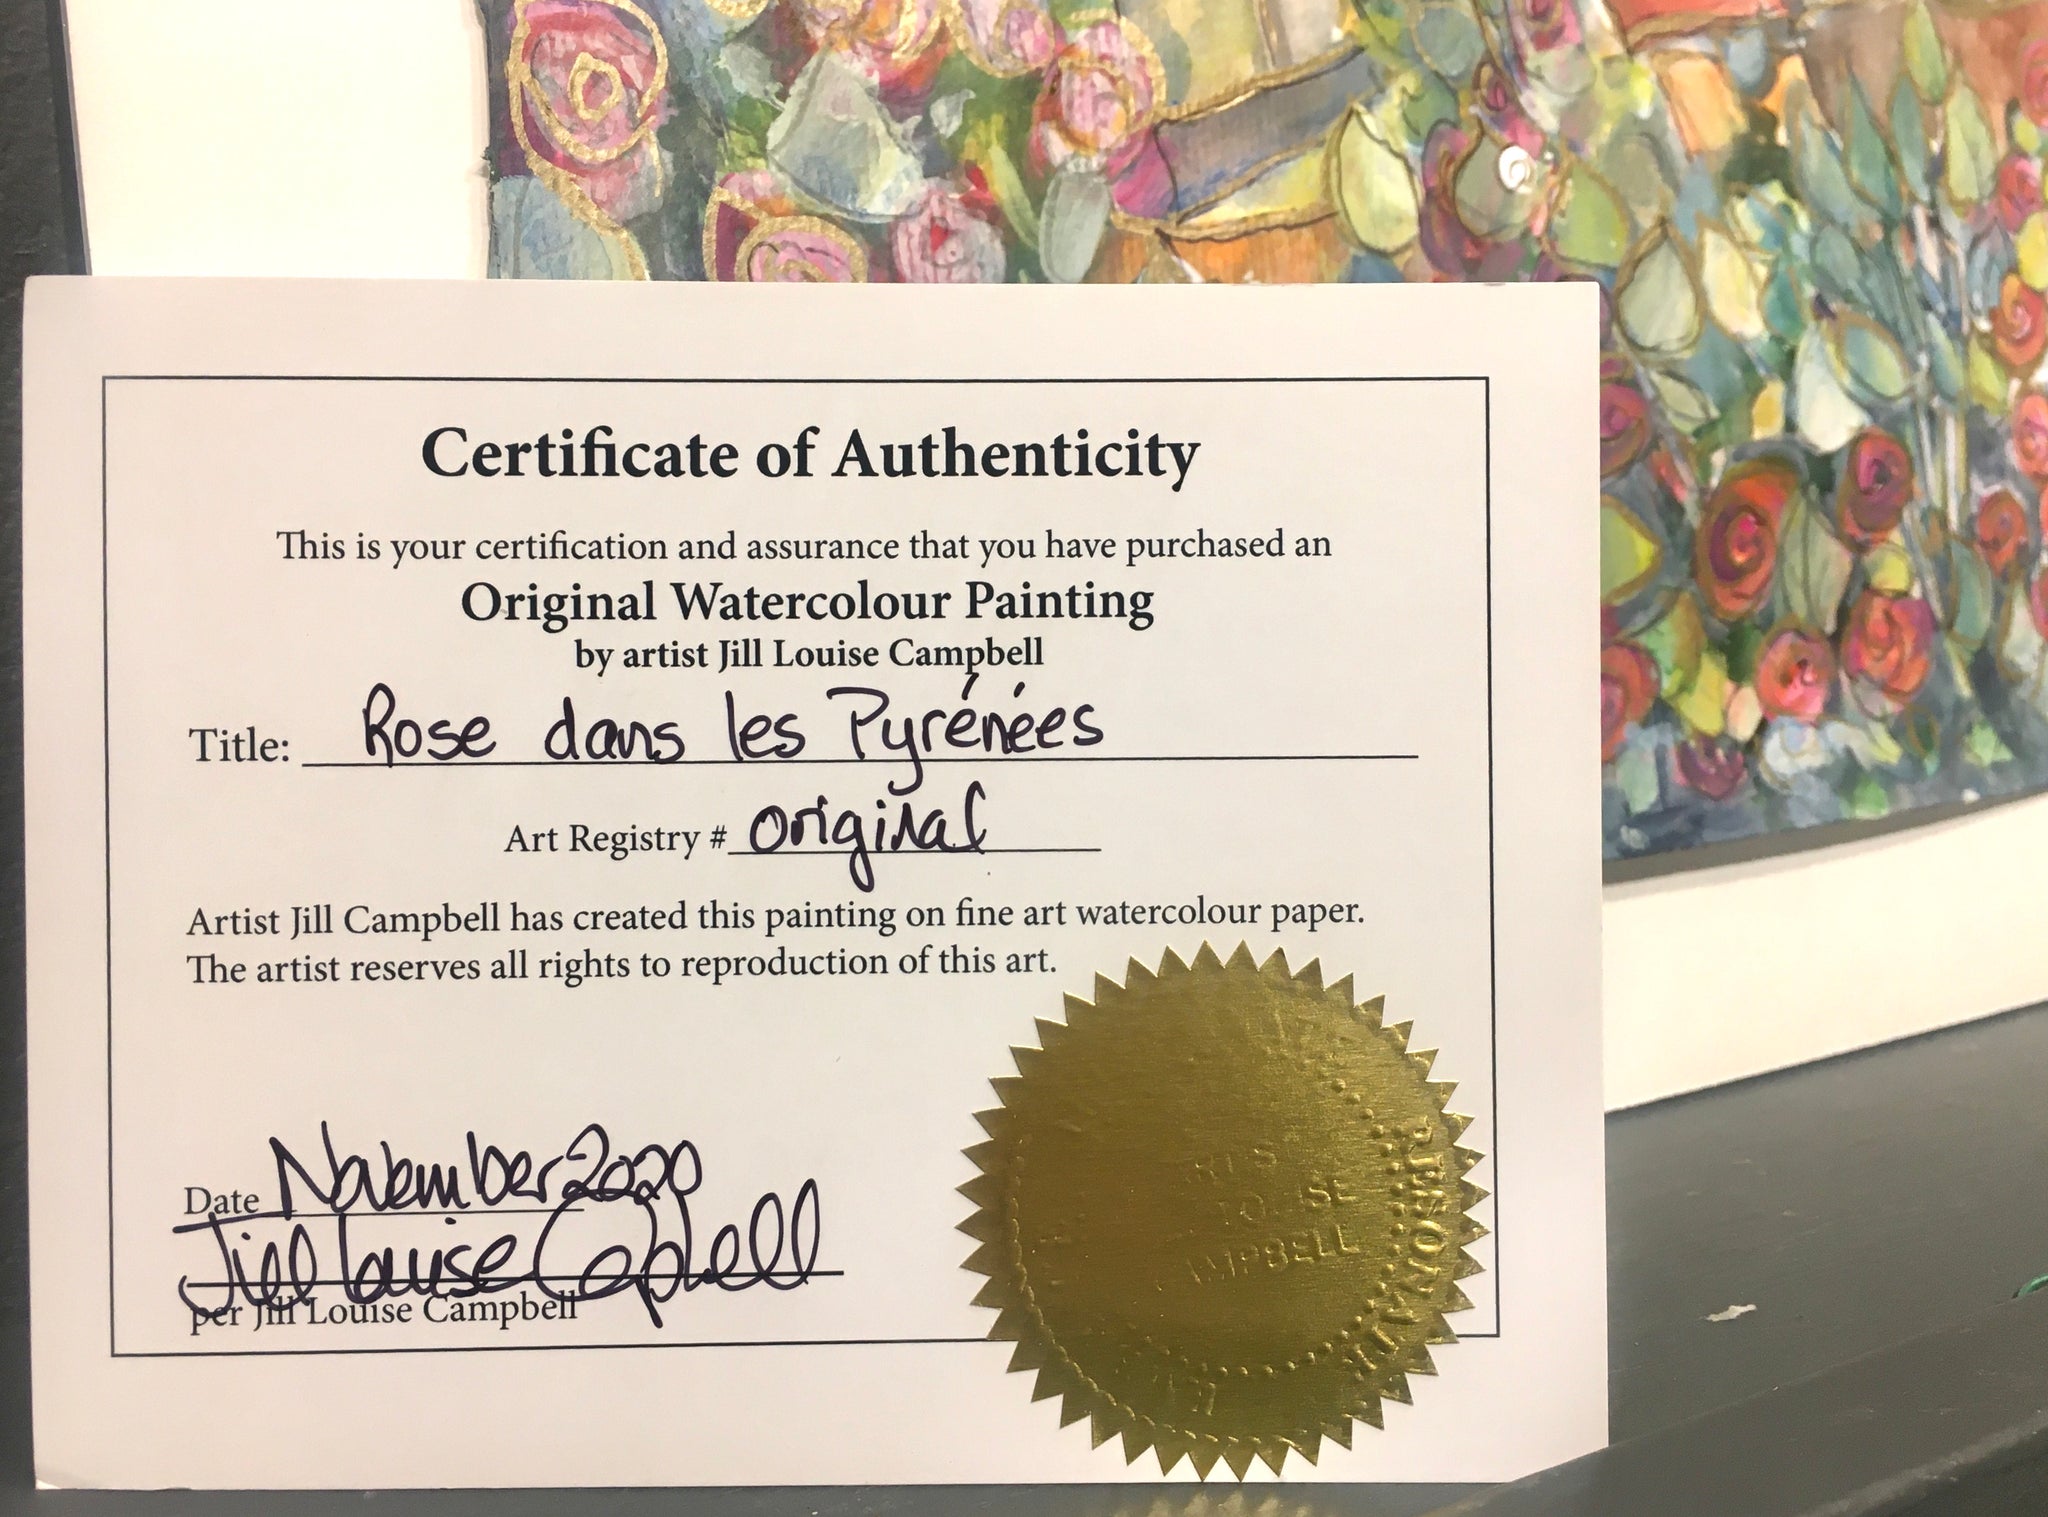 Certificate of Authenticity
This is your certification and assurance that you have purchased an
Original Watercolour Painting
by artist Jill Louise Campbell
Title: Rose dans les Pyrénées
Art Registry # original
Artist Jill Campbell has created this painting on fine art watercolour paper.
The artist reserves all rights to reproduction of this art.
Date November 2020
Jill Louise Campbell
per Jill Louise Campbell
CAMPBELL